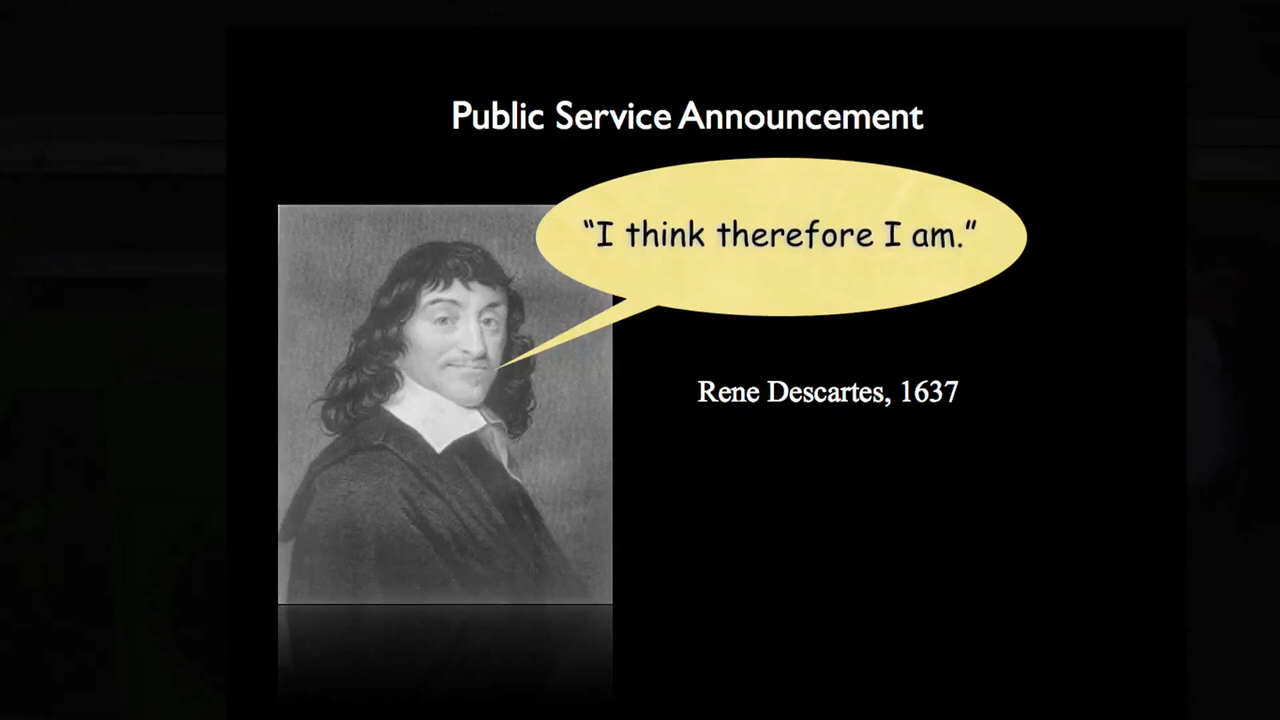 Public Service Announcement
“I think therefore I am.”
Rene Descartes, 1637